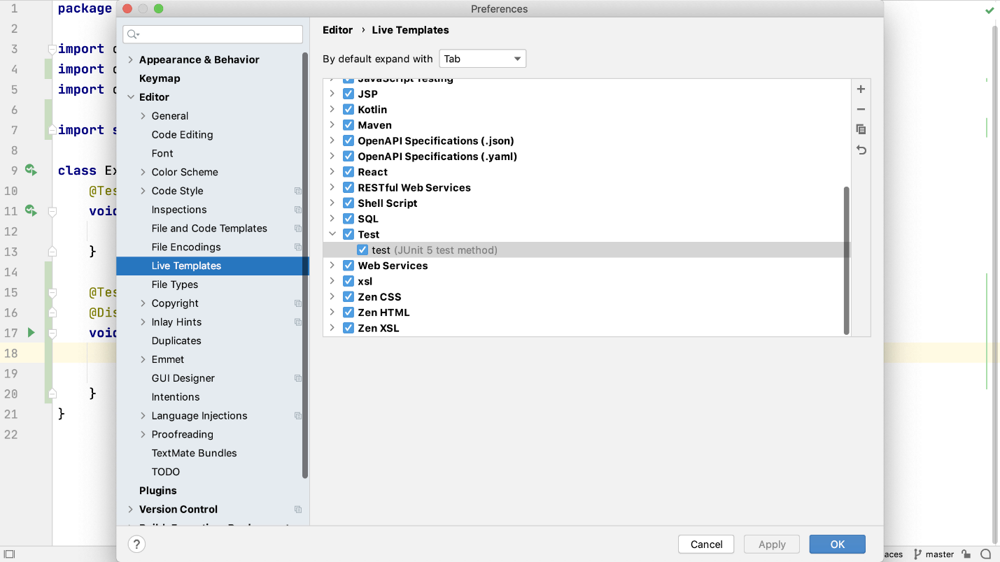 Preferences
1 package
2
3 import
4 import
5 import
6
7 import
8
9 class
10
11
12
13 }
14
15
16
17
18
19
20 }
21 }
22
Appearance & Behavior
Keymap
Editor
General
Code Editing
Font
Color Scheme
Code Style
Inspections
File and Code Templates
File Encodings
Live Templates
File Types
Copyright
Inlay Hints
Duplicates
Emmet
GUI Designer
Intentions
Language Injections
Proofreading
TextMate Bundles
TODO
Plugins
Version Control
Editor › Live Templates
By default expand with Tab
JavaScript Testing
JSP
Kotlin
Maven
OpenAPI Specifications (.json)
OpenAPI Specifications (.yaml)
React
RESTful Web Services
Shell Script
SQL
Test
test (JUnit 5 test method)
Web Services
xsl
Zen CSS
Zen HTML
Zen XSL
? Cancel Apply OK
aces master